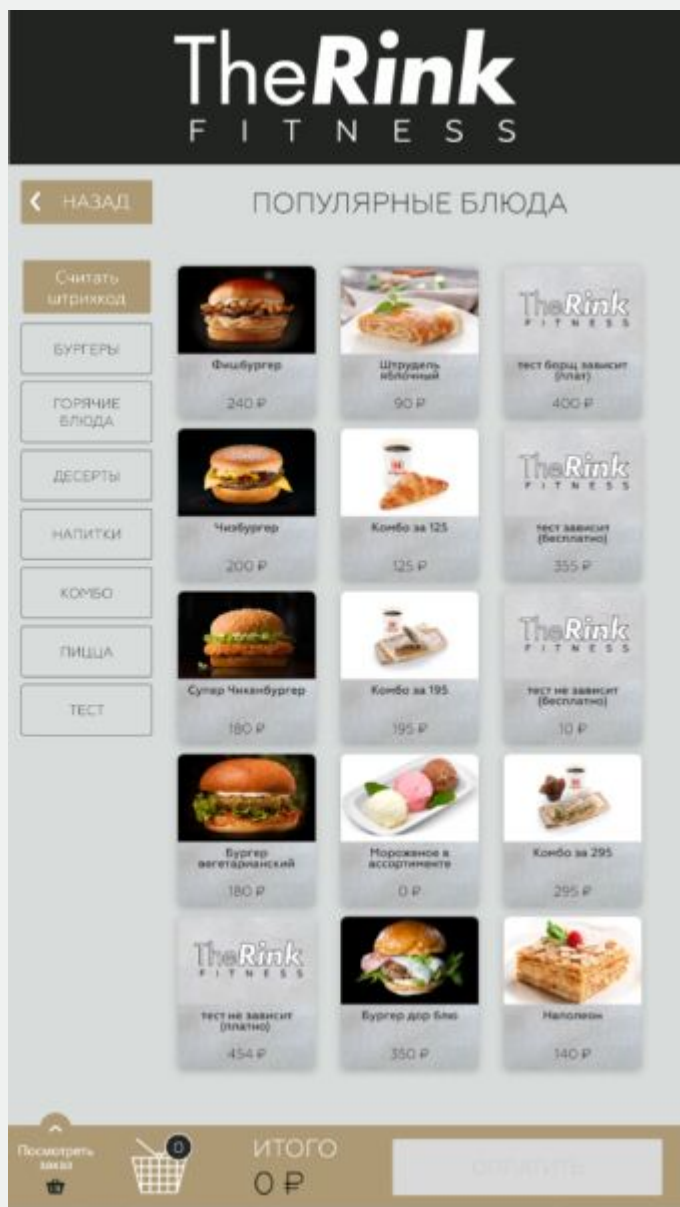 TheRink
FITNESS
НАЗАД
ПОПУЛЯРНЫЕ БЛЮДА
Считать
штрихкод
БУРГЕРЫ
ГОРЯЧИЕ
БЛЮДА
ДЕСЕРТЫ
НАПИТКИ
КОМБО
ПИЦЦА
ТЕСТ
Фишбургер
240 ₽
Штрудель
яблочный
90 ₽
TheRink
FITNESS
тест борщ зависит
(плат)
400 ₽
Чизбургер
200 ₽
Комбо за 125
125 ₽
TheRink
FITNESS
тест зависит
(бесплатно)
355 ₽
Супер Чикенбургер
180 ₽
Комбо за 195
195 ₽
TheRink
FITNESS
тест не зависит
(бесплатно)
10 ₽
Бургер
вегетарианский
180 ₽
Мороженое в
ассортименте
0 ₽
Комбо за 295
295 ₽
TheRink
FITNESS
тест не зависит
(платно)
454 ₽
Бургер дор блю
350 ₽
Наполеон
140 ₽
Посмотреть
заказ
0
ИТОГО
0 ₽
ОПЛАТИТЬ